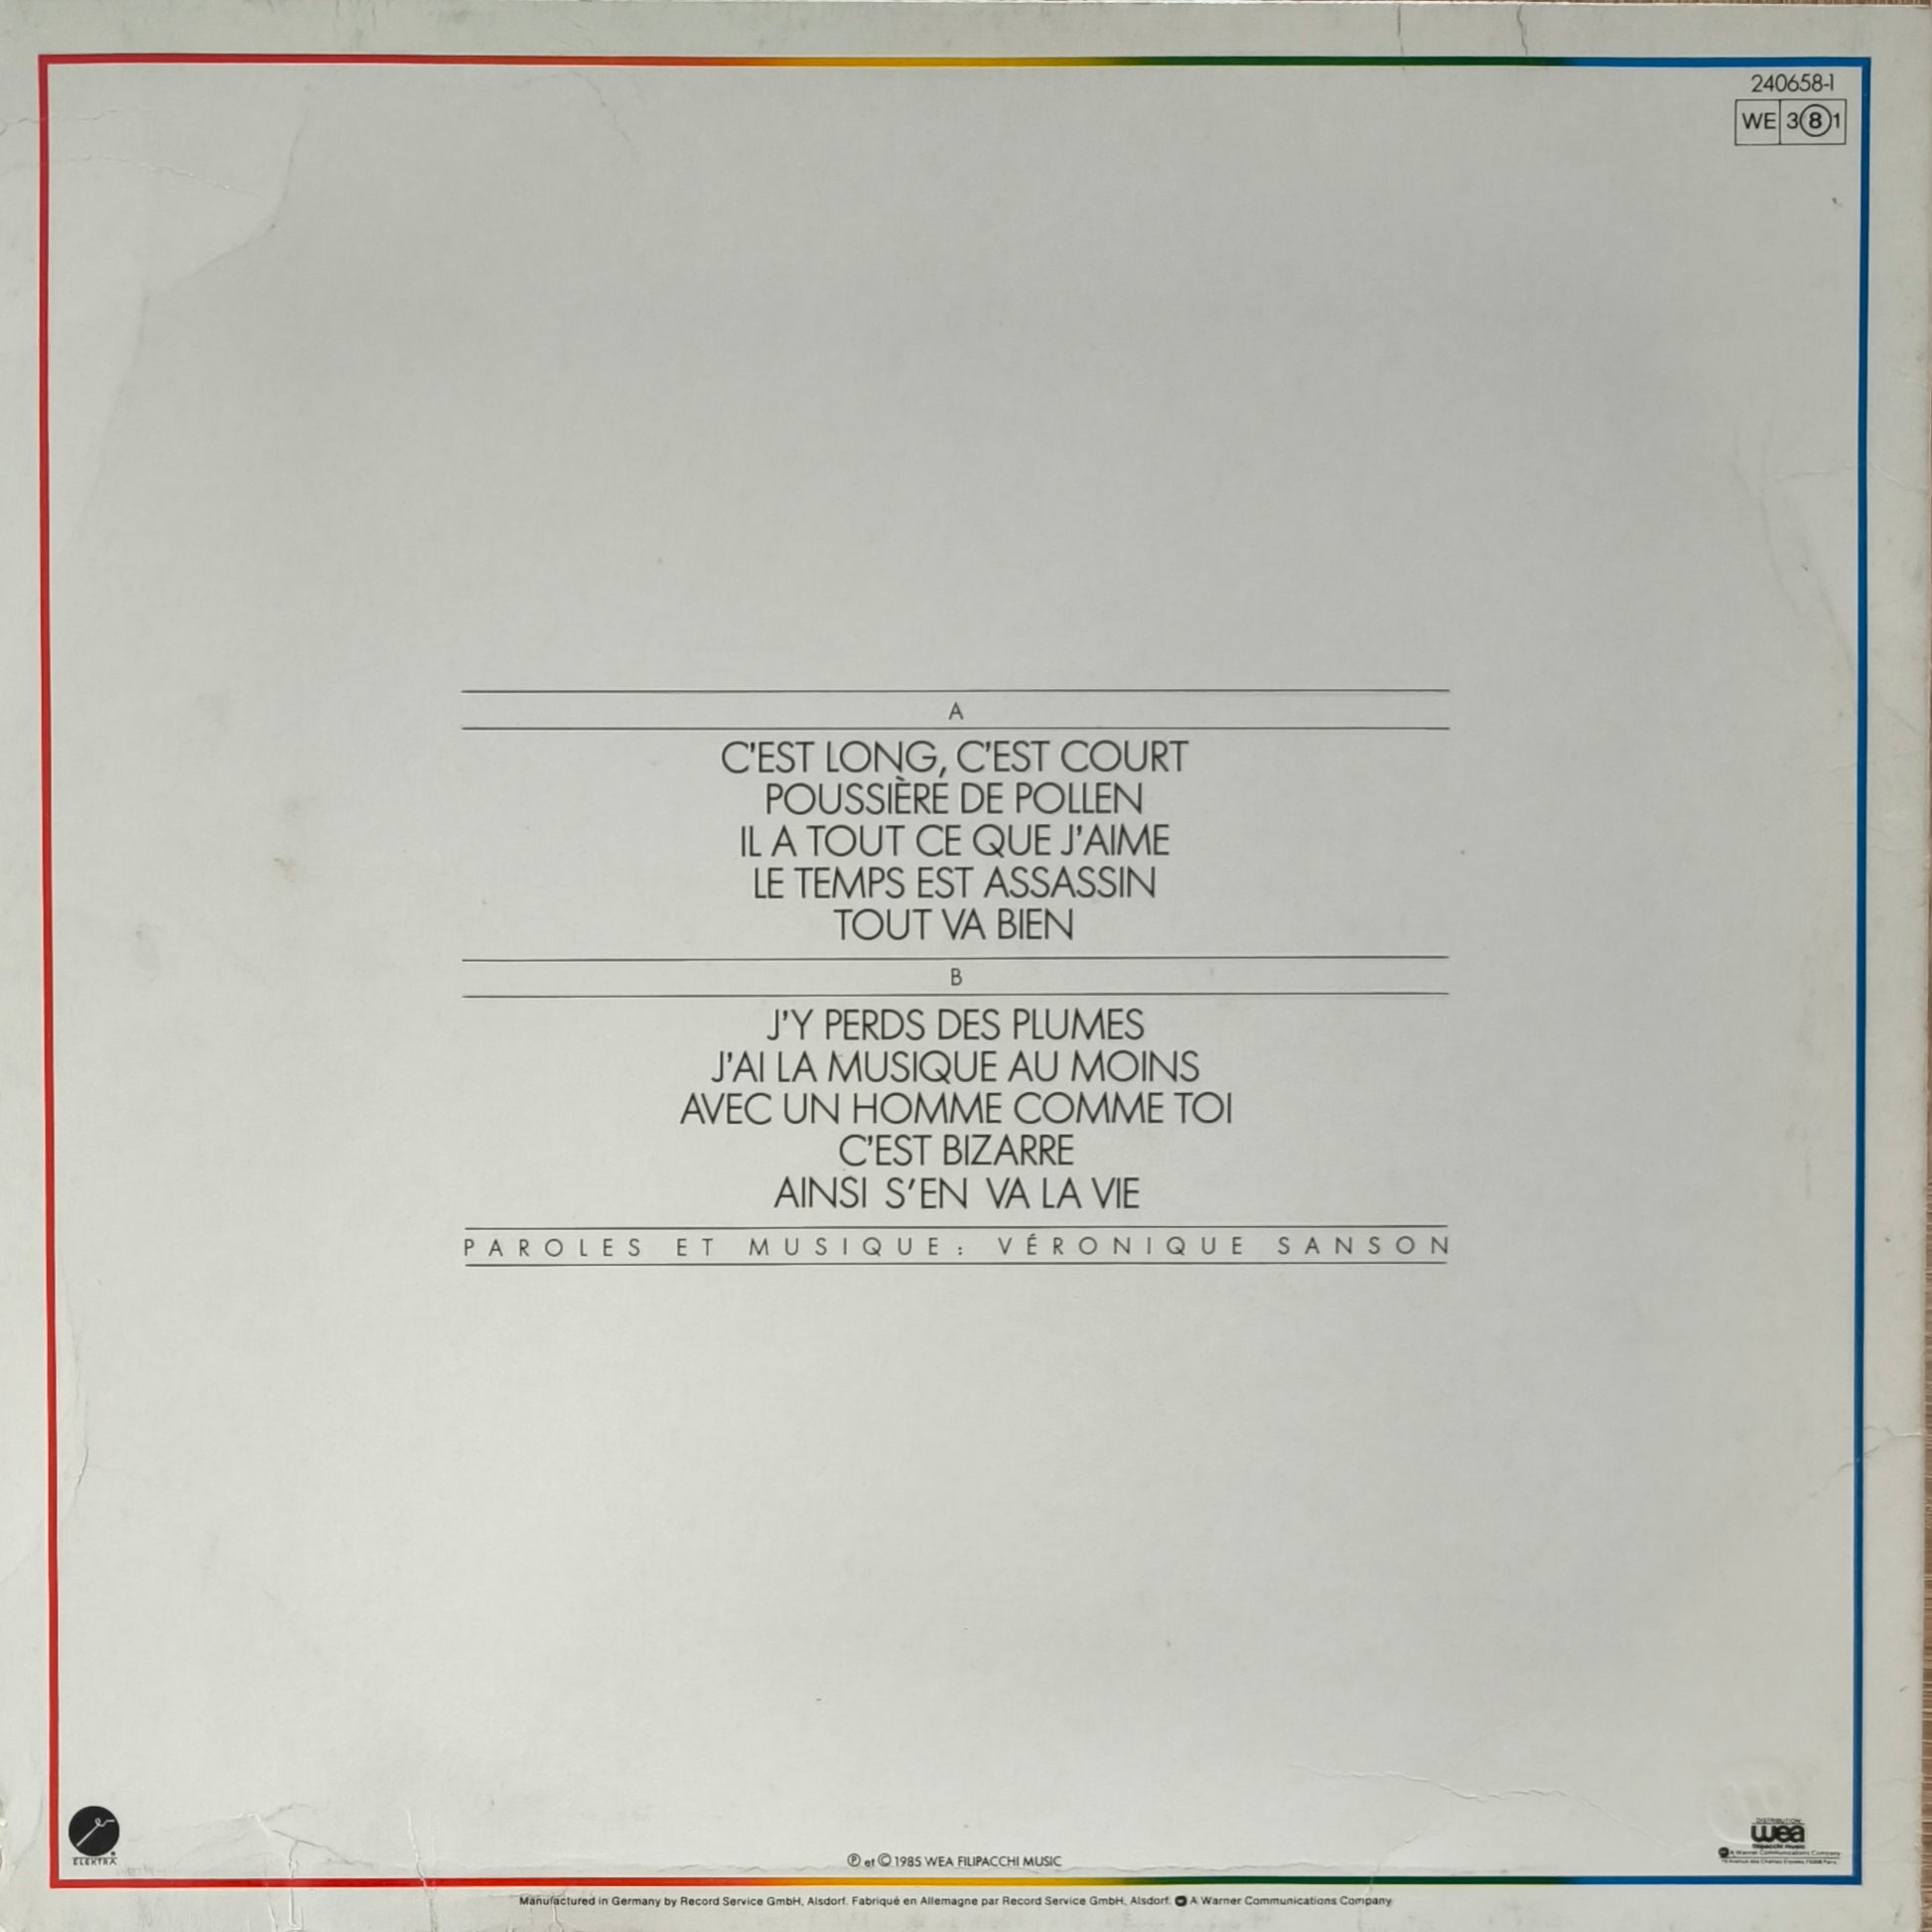 240658-1
WE 381
A
C'EST LONG, C'EST COURT
POUSSIÈRE DE POLLEN
IL A TOUT CE QUE J'AIME
LE TEMPS EST ASSASSIN
TOUT VA BIEN
B
J'Y PERDS DES PLUMES
J'AI LA MUSIQUE AU MOINS
AVEC UN HOMME COMME TOI
C'EST BIZARRE
AINSI S'EN VA LA VIE
PAROLES ET MUSIQUE: VÉRONIQUE SANSON
ELEKTRA
℗ et © 1985 WEA FILIPACCHI MUSIC
DISTRIBUTION
wea
filipacchi music
A Warner Communications Company
Manufactured in Germany by Record Service GmbH, Alsdorf. Fabriqué en Allemagne par Record Service GmbH, Alsdorf. A Warner Communications Company